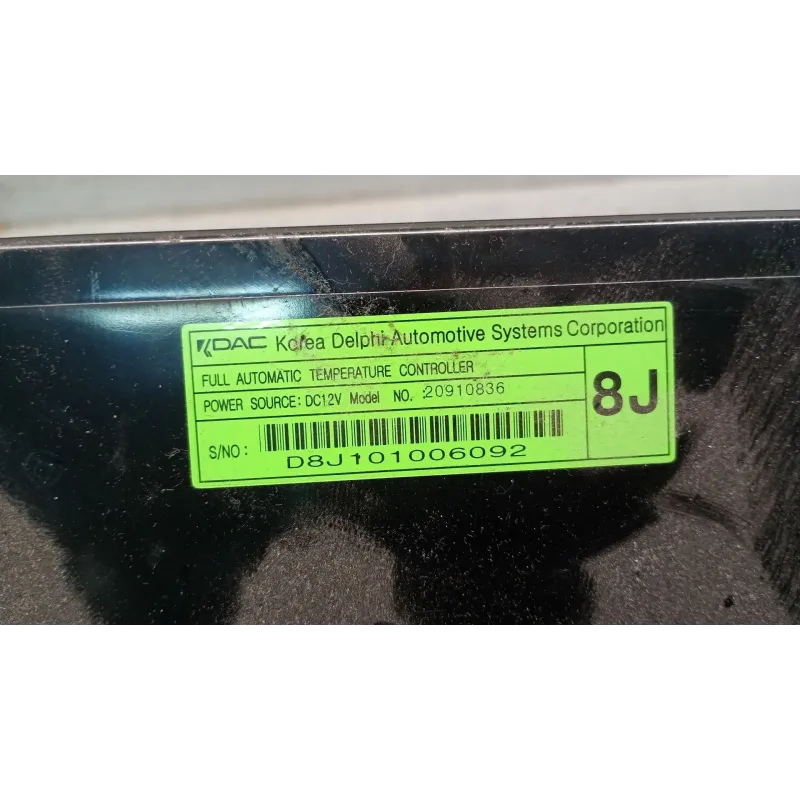 KDAC Korea Delphi Automotive Systems Corporation
FULL AUTOMATIC TEMPERATURE CONTROLLER
POWER SOURCE: DC12V Model NO. :20910836
8J
S/NO :
D8J101006092